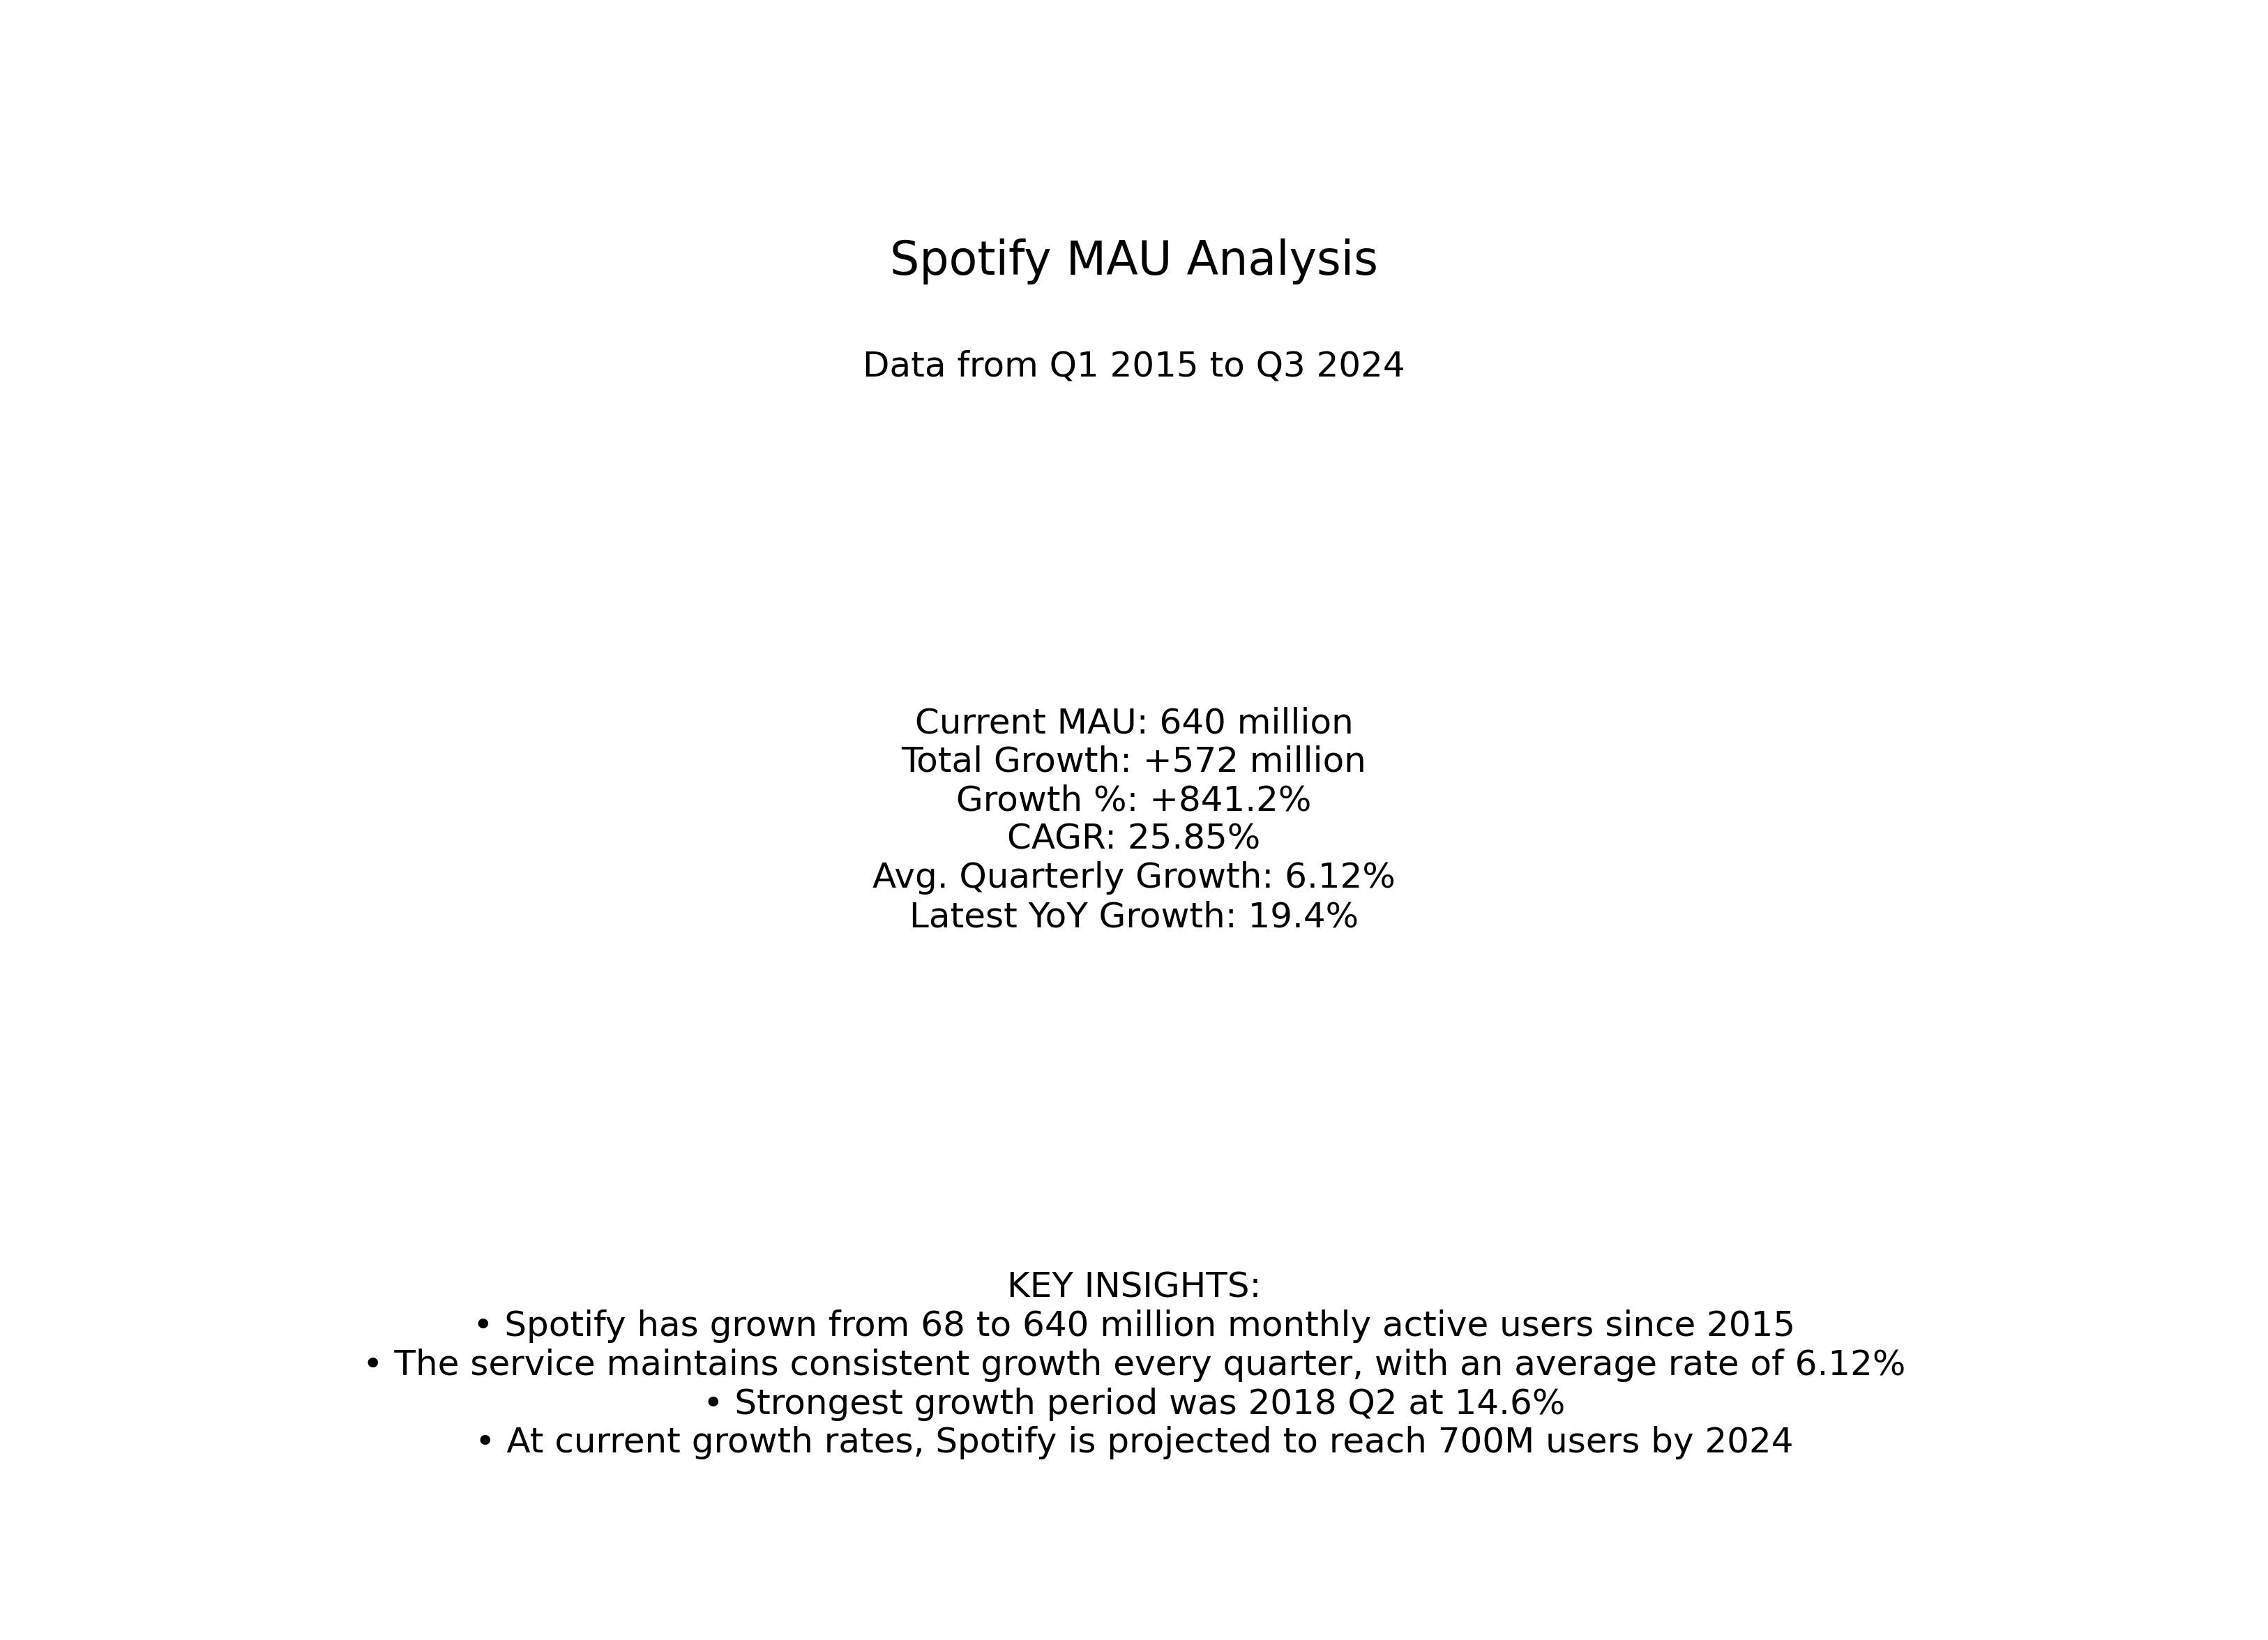 Spotify MAU Analysis
Data from Q1 2015 to Q3 2024
Current MAU: 640 million
Total Growth: +572 million
Growth %: +841.2%
CAGR: 25.85%
Avg. Quarterly Growth: 6.12%
Latest YoY Growth: 19.4%
KEY INSIGHTS:
• Spotify has grown from 68 to 640 million monthly active users since 2015
• The service maintains consistent growth every quarter, with an average rate of 6.12%
• Strongest growth period was 2018 Q2 at 14.6%
• At current growth rates, Spotify is projected to reach 700M users by 2024